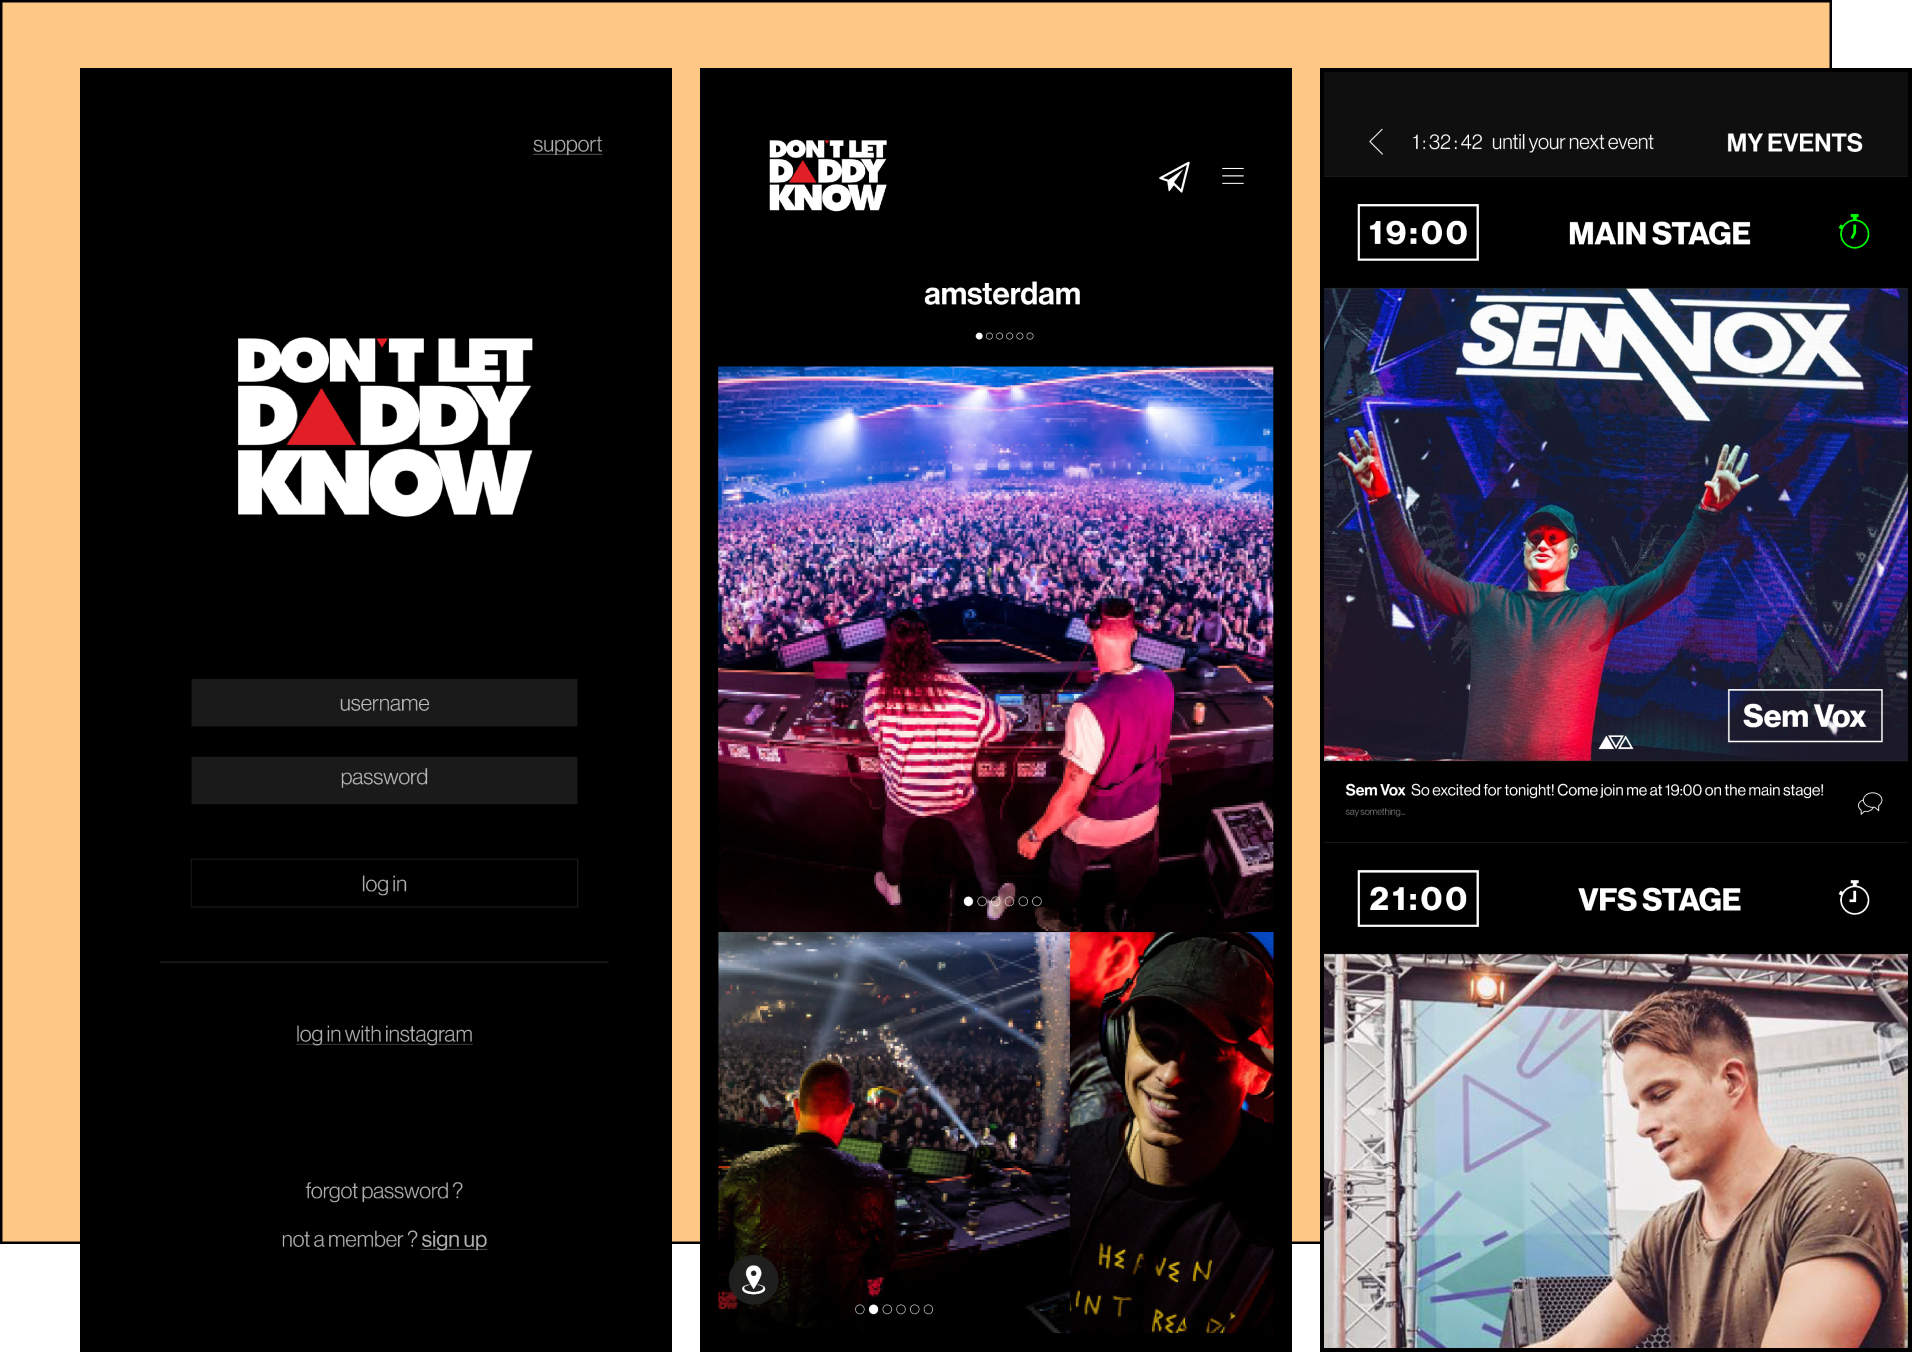 support
DON'T LET
DADDY
KNOW
username
password
log in
log in with instagram
forgot password ?
not a member ? sign up
DON'T LET
DADDY
KNOW
amsterdam
HEAVEN
AIN'T READY
1:32:42 until your next event
MY EVENTS
19:00
MAIN STAGE
SEM VOX
Sem Vox
Sem Vox So excited for tonight! Come join me at 19:00 on the main stage!
say something...
21:00
VFS STAGE